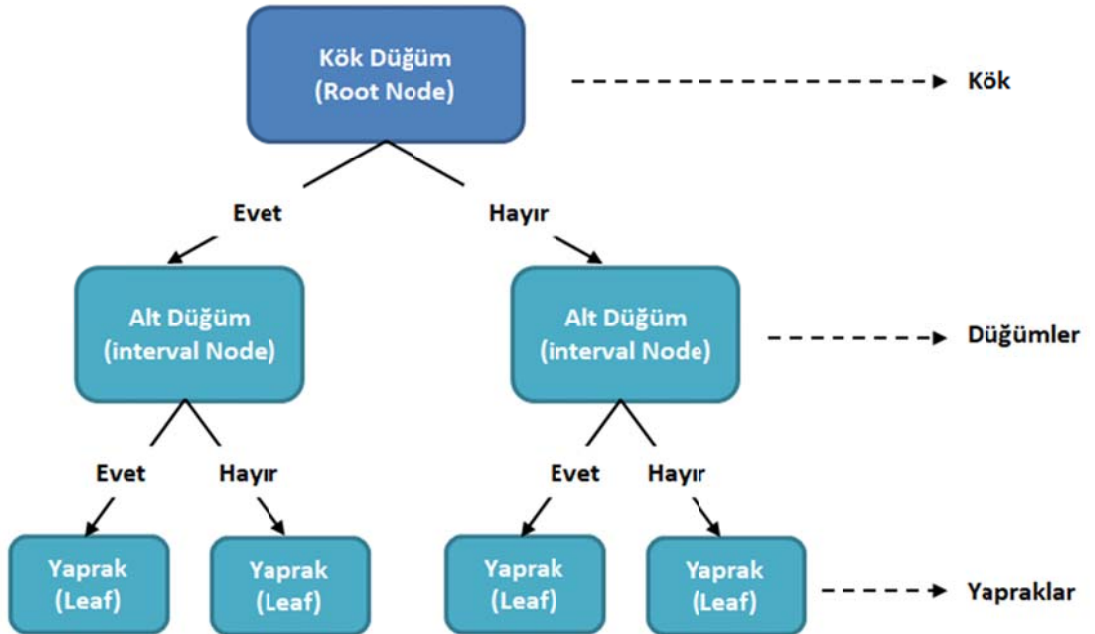 Kök Düğüm
(Root Node)
Kök
Evet
Hayır
Alt Düğüm
(interval Node)
Alt Düğüm
(interval Node)
Düğümler
Evet
Hayır
Evet
Hayır
Yaprak
(Leaf)
Yaprak
(Leaf)
Yaprak
(Leaf)
Yaprak
(Leaf)
Yapraklar